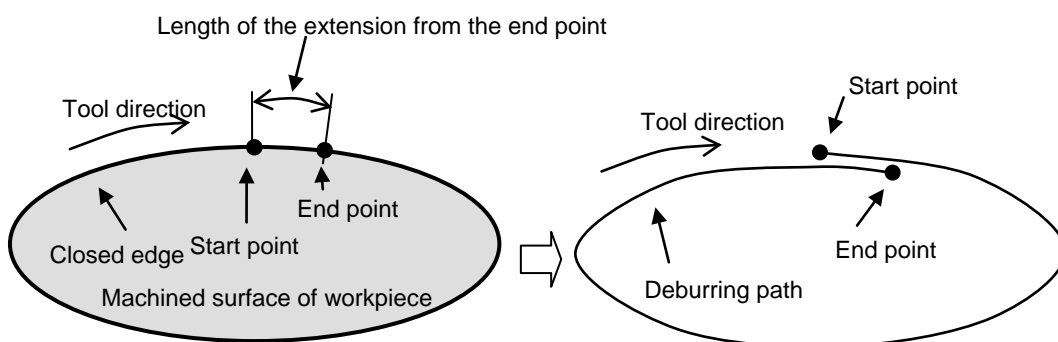 Length of the extension from the end point
Tool direction
End point
Closed edge
Start point
Machined surface of workpiece
Start point
Tool direction
End point
Deburring path